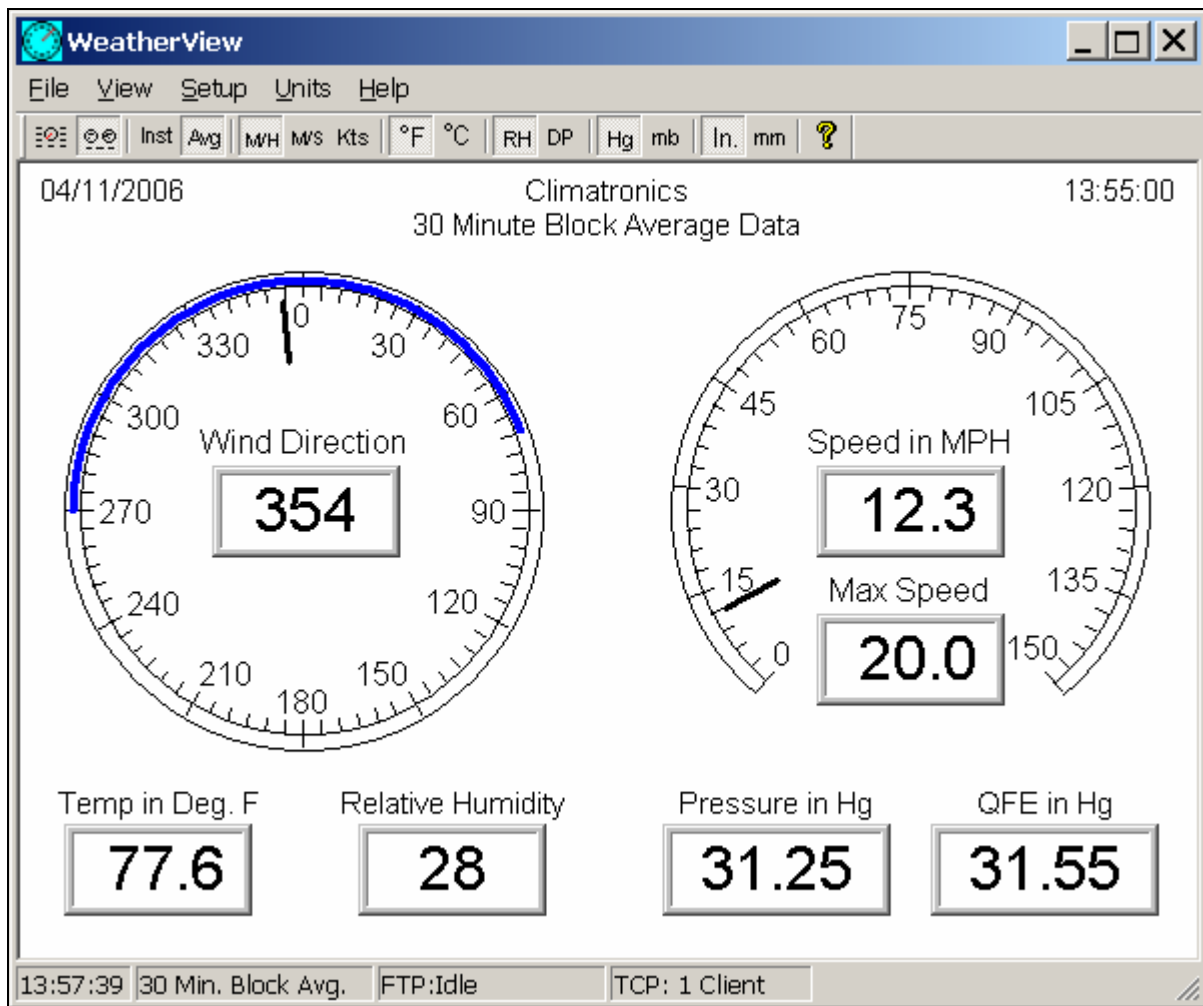 WeatherView
File View Setup Units Help
Inst Avg M/H M/S Kts °F °C RH DP Hg mb In. mm ?
04/11/2006 Climatronics 13:55:00
30 Minute Block Average Data
0
330 30
300 60
Wind Direction
270 354 90
240 120
210 150
180
75
60 90
45 105
Speed in MPH
30 12.3 120
15 Max Speed 135
0 20.0 150
Temp in Deg. F Relative Humidity Pressure in Hg QFE in Hg
77.6 28 31.25 31.55
13:57:39 30 Min. Block Avg. FTP:Idle TCP: 1 Client